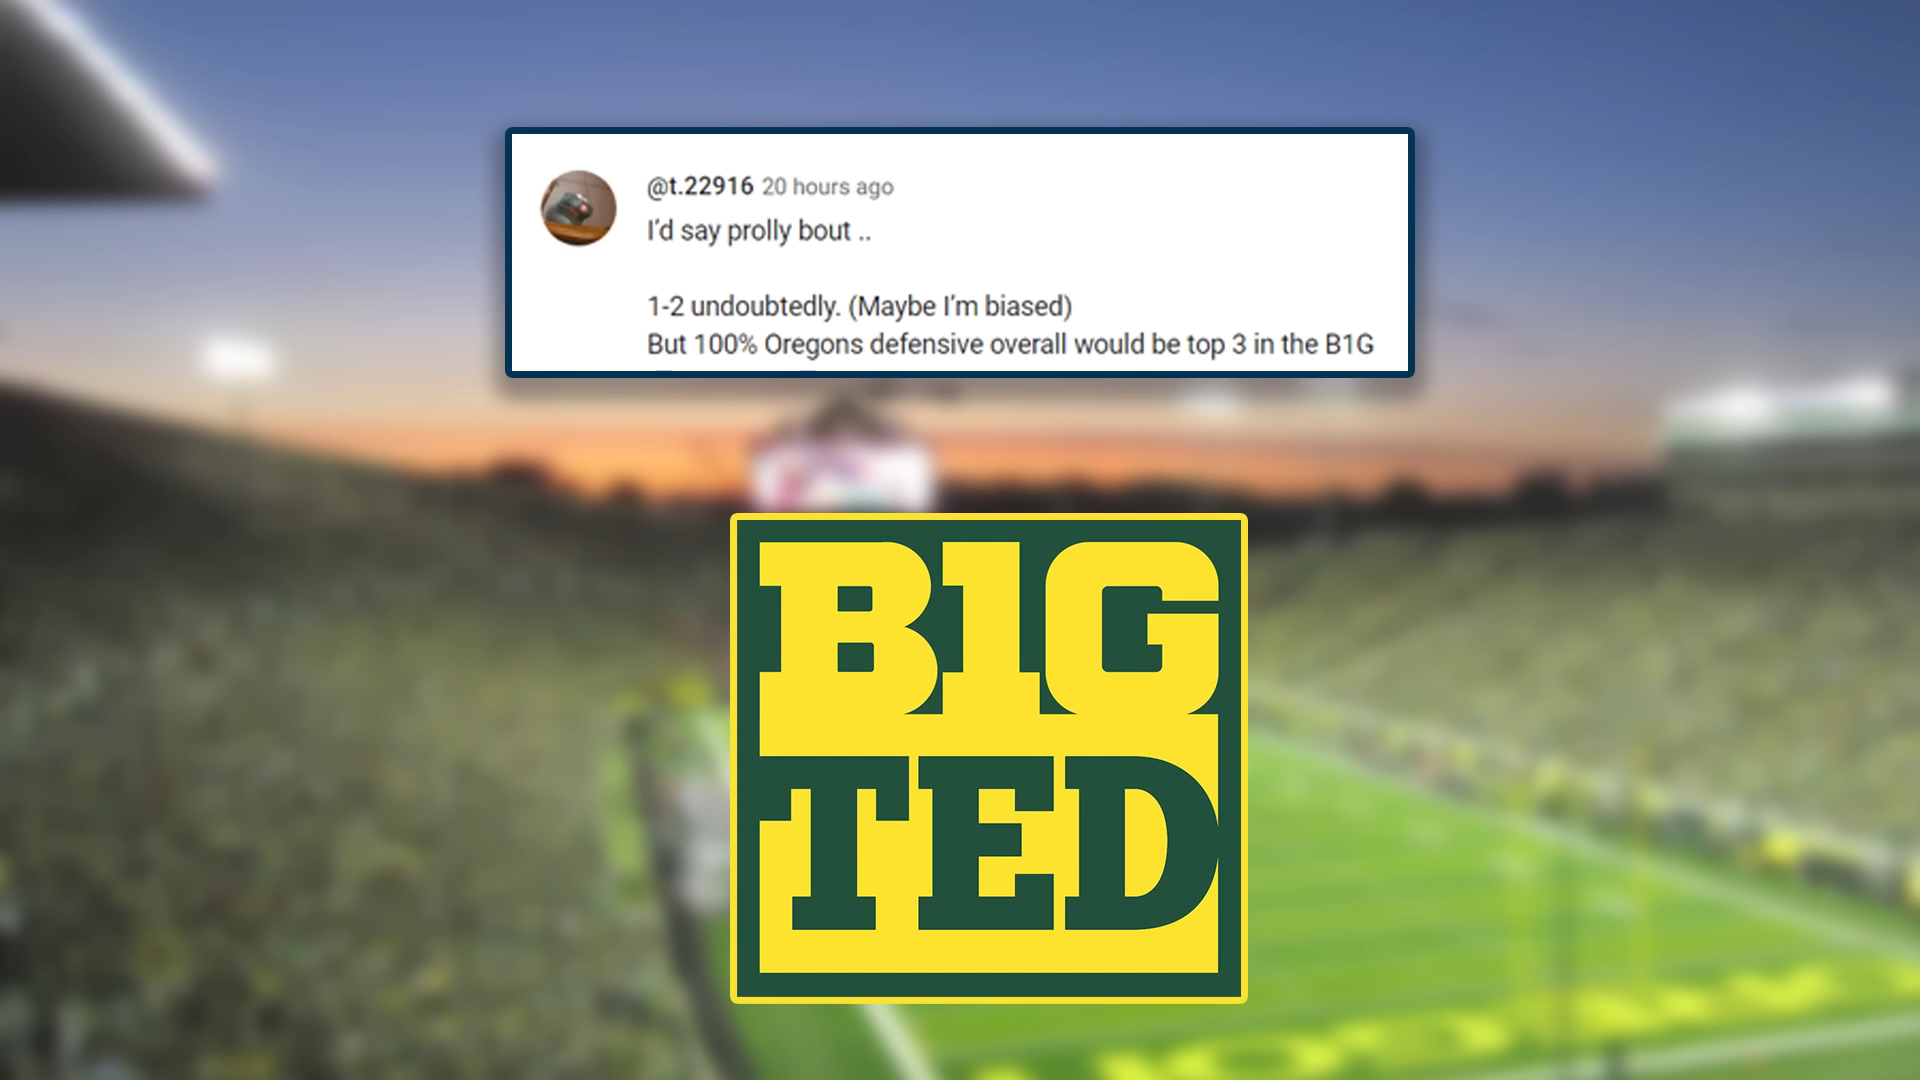 @t.22916 20 hours ago
I'd say prolly bout ..
1-2 undoubtedly. (Maybe I'm biased)
But 100% Oregons defensive overall would be top 3 in the B1G
B1G
TED